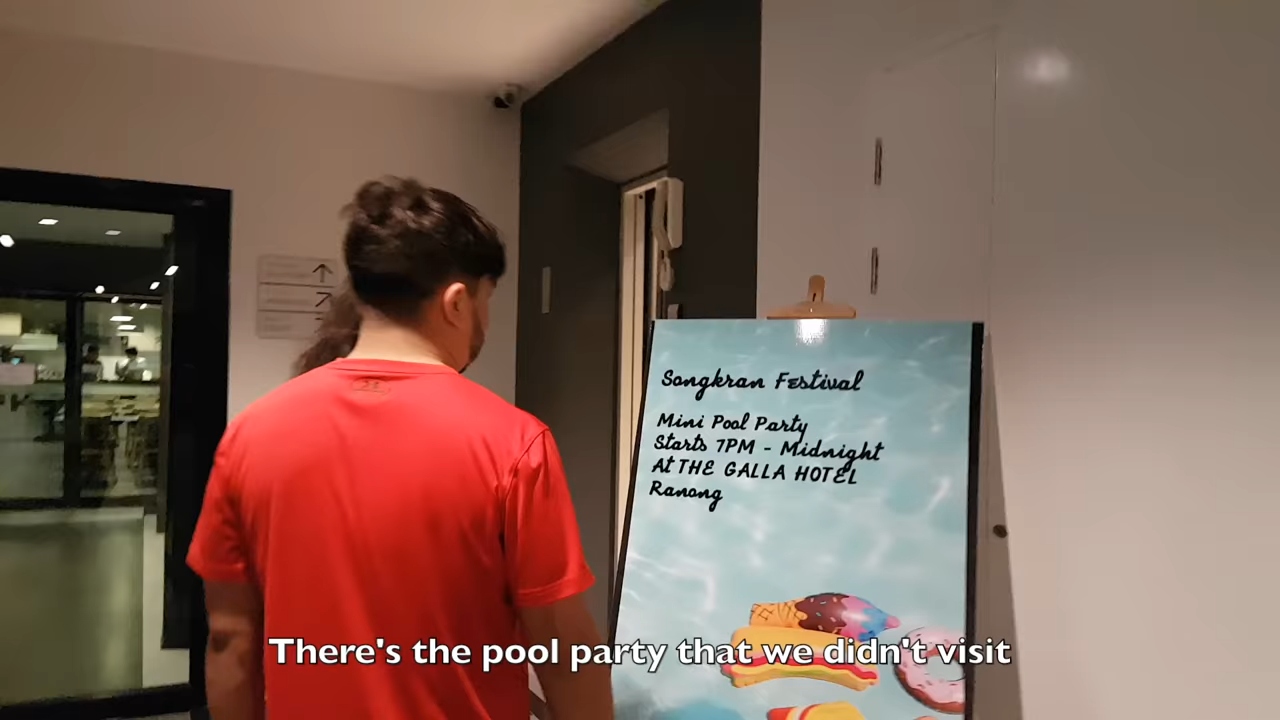 Songkran Festival
Mini Pool Party
Starts 7PM - Midnight
At THE GALLA HOTEL
Ranong
There's the pool party that we didn't visit